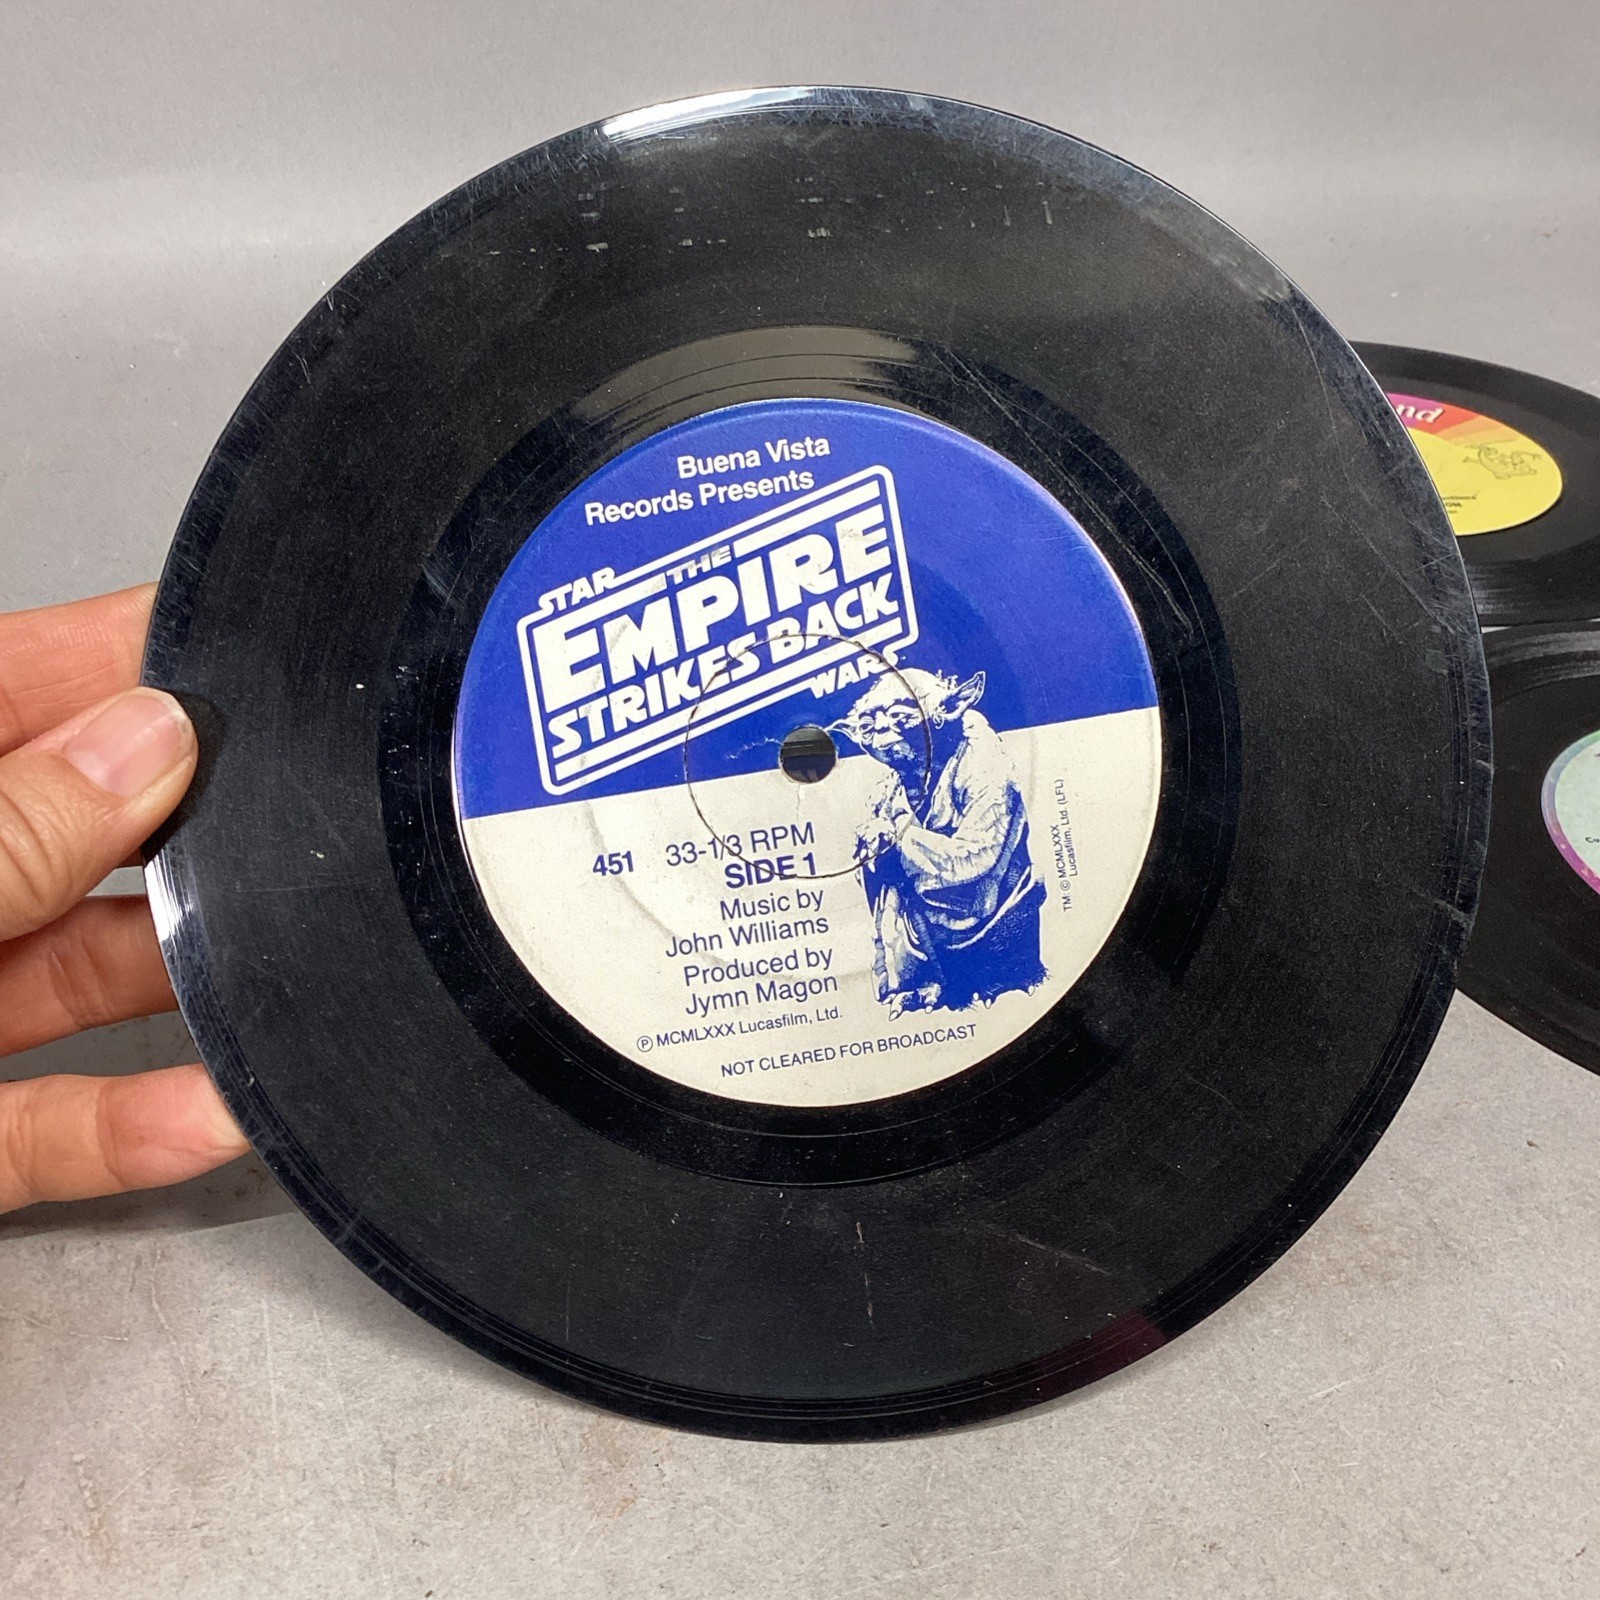 Buena Vista
Records Presents
STAR
THE
EMPIRE
STRIKES BACK
WARS
451
33-1/3 RPM
SIDE 1
Music by
John Williams
Produced by
Jymn Magon
Ⓟ MCMLXXX Lucasfilm, Ltd.
NOT CLEARED FOR BROADCAST
TM: © MCMLXXX
Lucasfilm, Ltd. (LFL)
nd